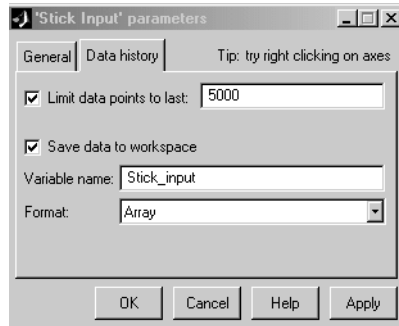 'Stick Input' parameters
General Data history Tip: try right clicking on axes
Limit data points to last: 5000
Save data to workspace
Variable name: Stick_input
Format: Array
OK Cancel Help Apply